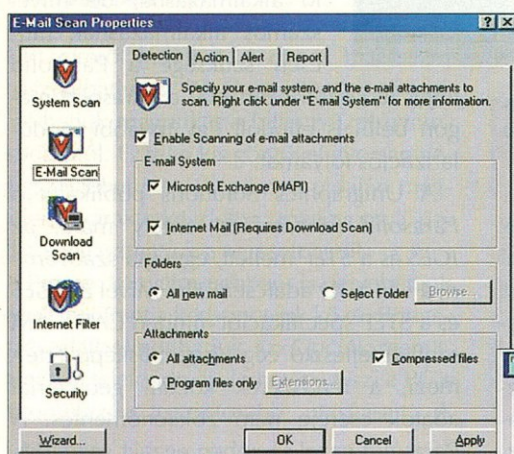 E-Mail Scan Properties
System Scan
E-Mail Scan
Download
Scan
Internet Filter
Security
Wizard...
Detection
Action
Alert
Report
Specify your e-mail system, and the e-mail attachments to
scan. Right click under "E-mail System" for more information.
Enable Scanning of e-mail attachments
E-mail System
Microsoft Exchange (MAPI)
Internet Mail (Requires Download Scan)
Folders
All new mail
Select Folder
Browse...
Attachments
All attachments
Compressed files
Program files only
Extensions...
OK
Cancel
Apply